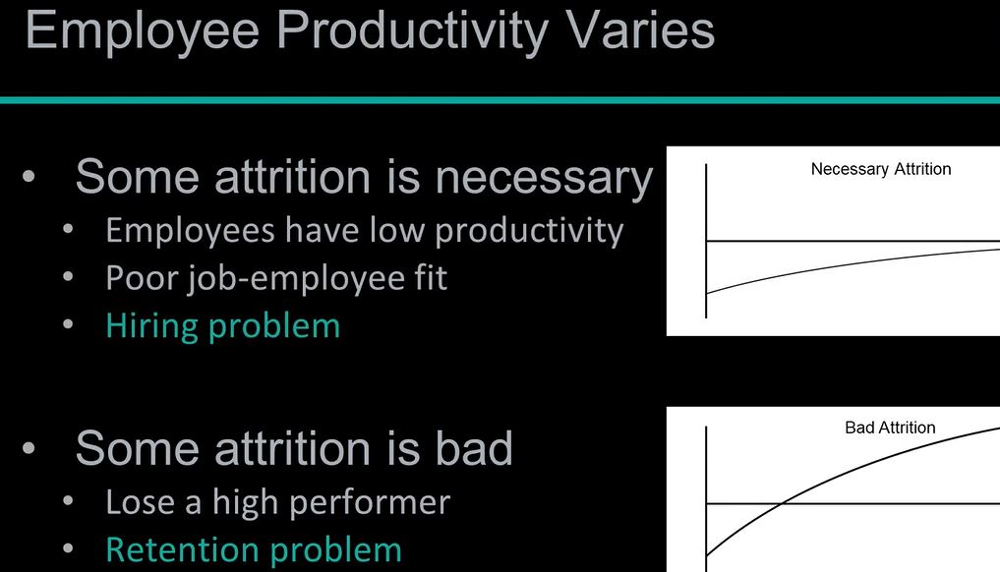 Employee Productivity Varies
• Some attrition is necessary
• Employees have low productivity
• Poor job-employee fit
• Hiring problem
Necessary Attrition
• Some attrition is bad
• Lose a high performer
• Retention problem
Bad Attrition